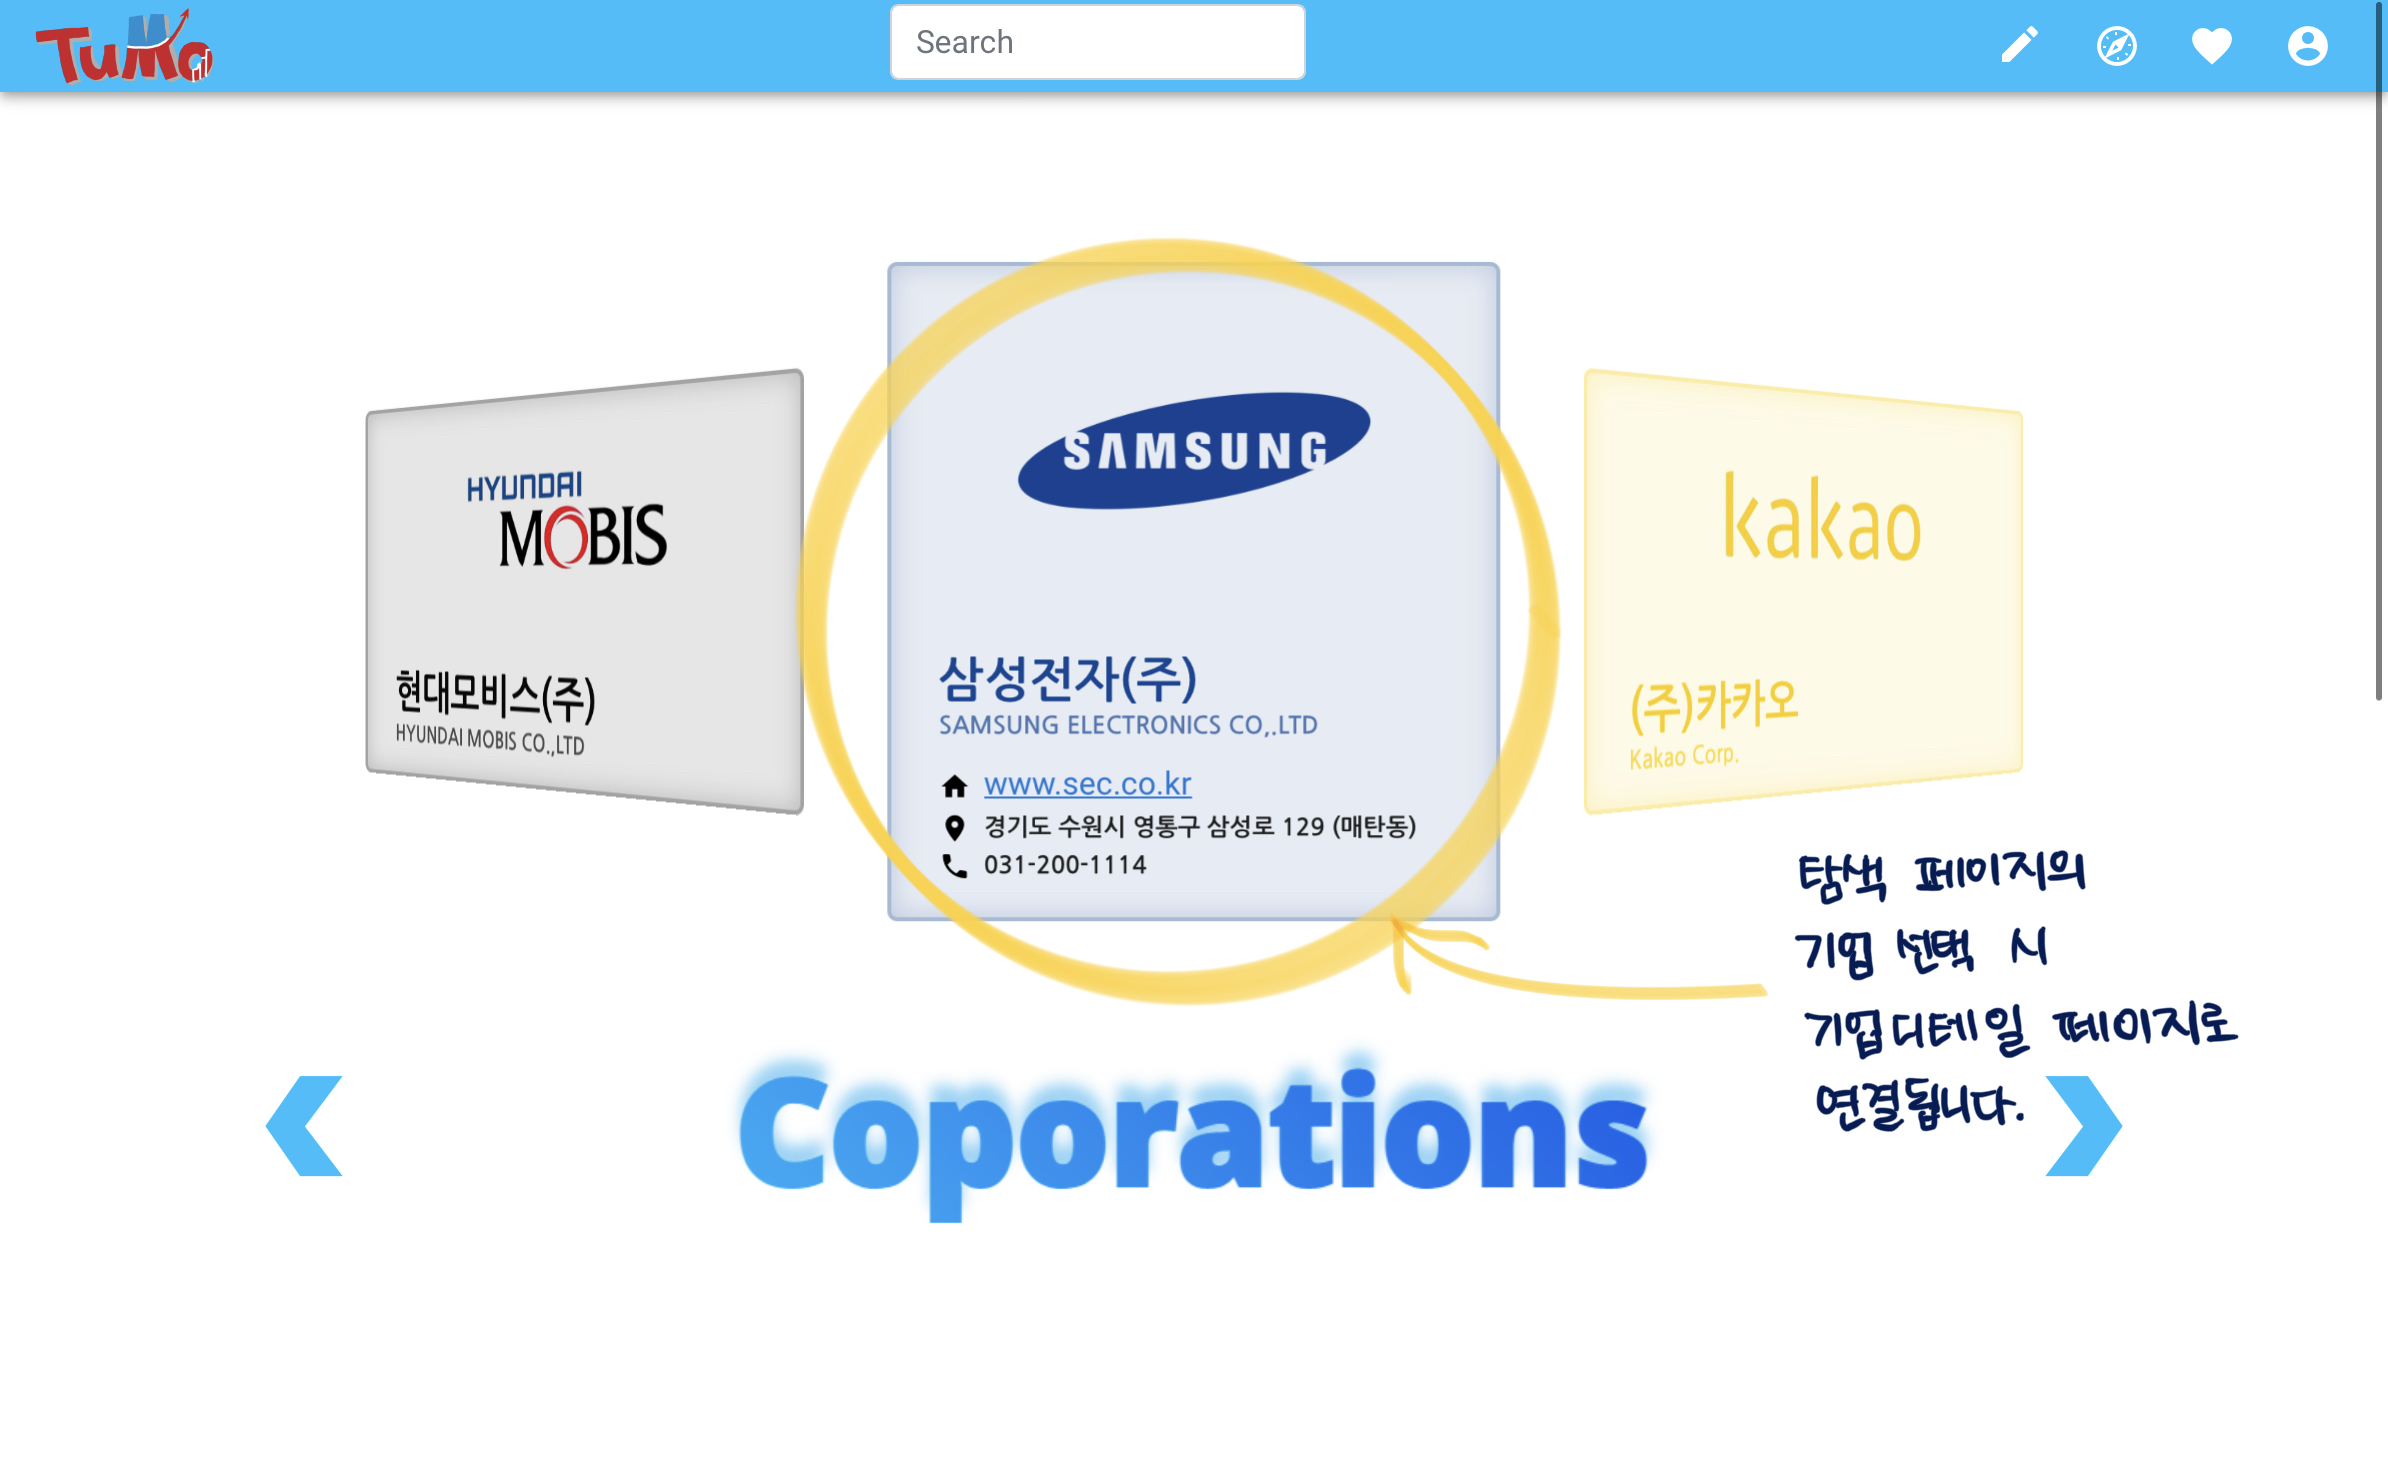 TuMo
Search
HYUNDAI
MOBIS
현대모비스(주)
HYUNDAI MOBIS CO.,LTD
SAMSUNG
삼성전자(주)
SAMSUNG ELECTRONICS CO,.LTD
www.sec.co.kr
경기도 수원시 영통구 삼성로 129 (매탄동)
031-200-1114
kakao
(주)카카오
Kakao Corp.
탐색 페이지의
기업 선택 시
기업디테일 페이지로
연결됩니다.
Coporations